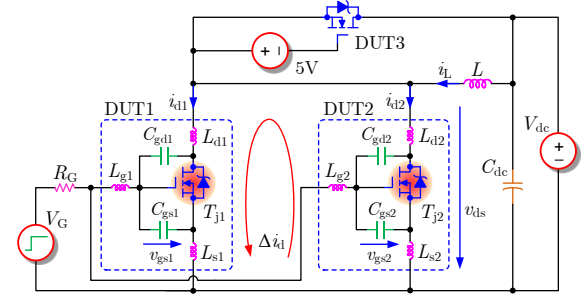 DUT3
+ −
5V
i_d1
i_d2
i_L
L
DUT1
DUT2
V_dc
+
−
C_gd1
L_d1
C_gd2
L_d2
R_G
L_g1
L_g2
C_dc
V_G
T_j1
T_j2
C_gs1
Δi_d
C_gs2
v_ds
v_gs1
L_s1
v_gs2
L_s2